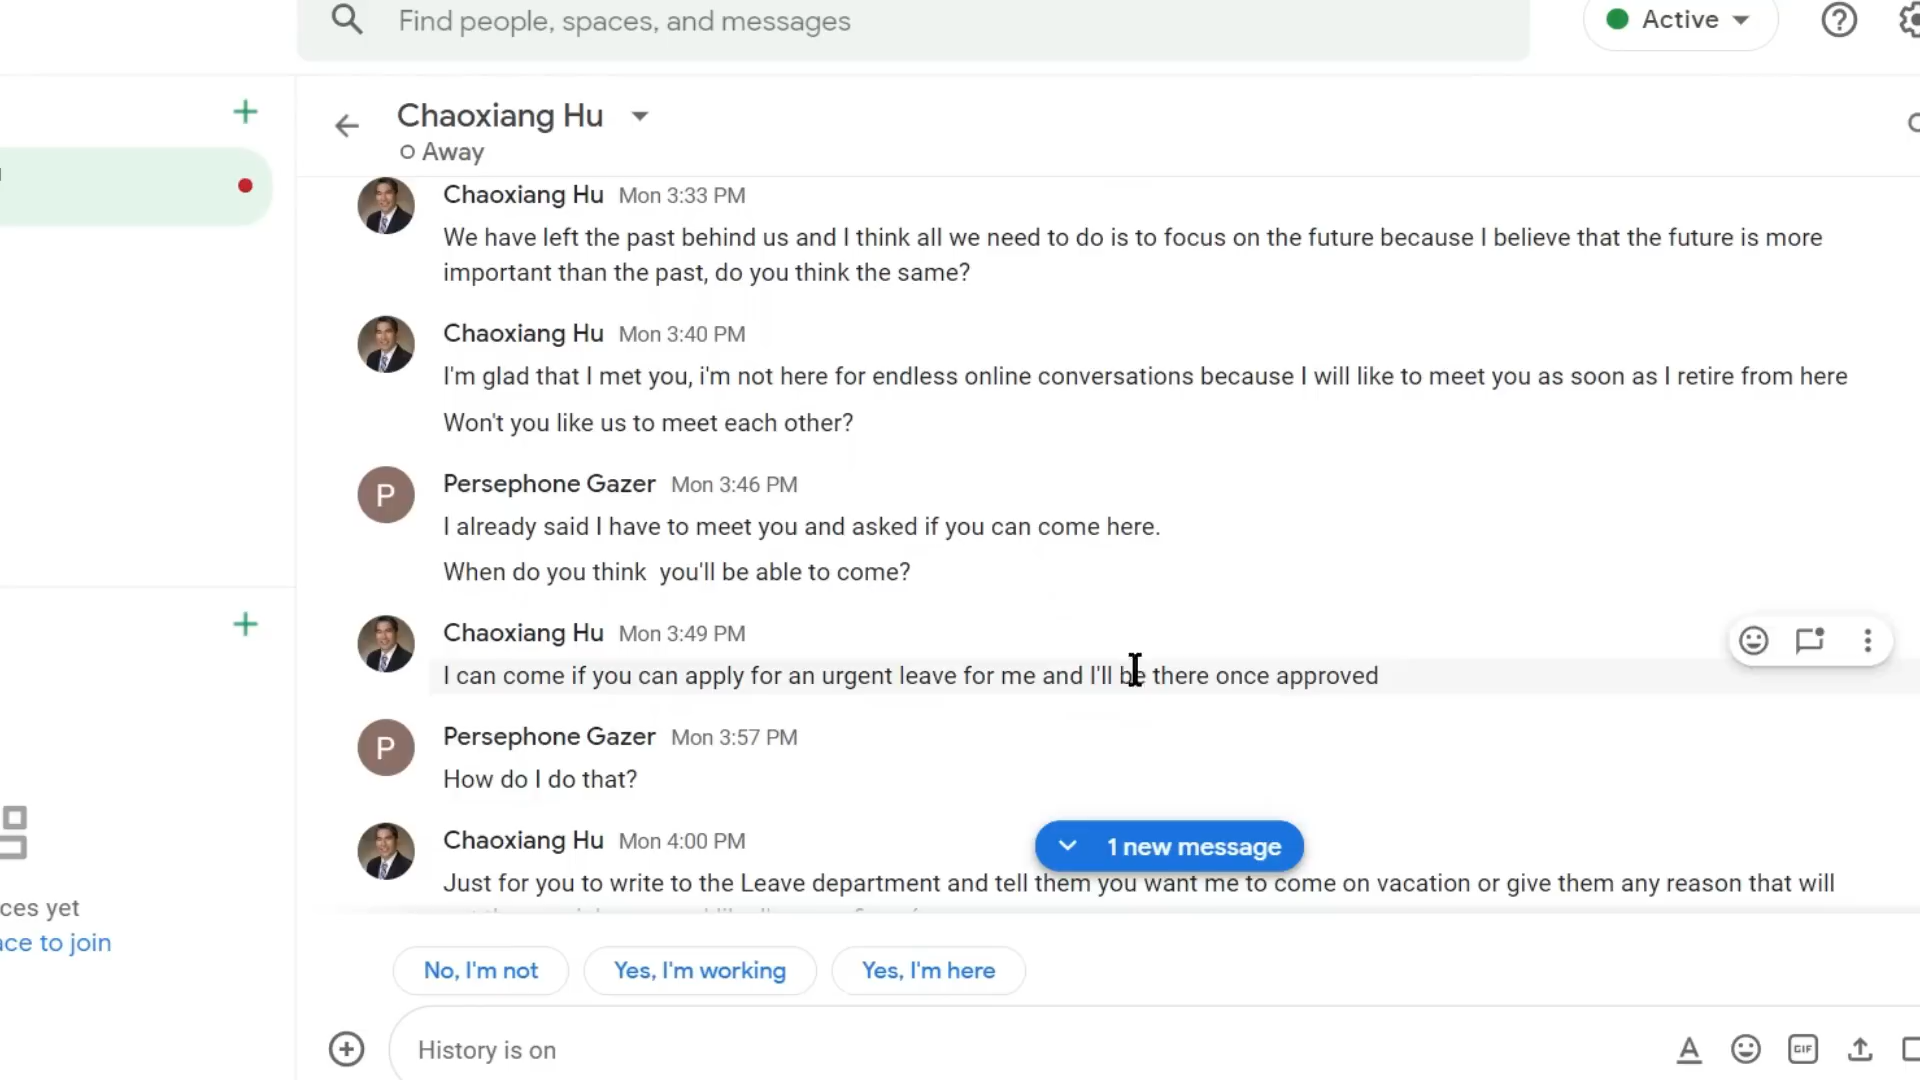 Find people, spaces, and messages
Active
Chaoxiang Hu
Away
Chaoxiang Hu Mon 3:33 PM
We have left the past behind us and I think all we need to do is to focus on the future because I believe that the future is more
important than the past, do you think the same?
Chaoxiang Hu Mon 3:40 PM
I'm glad that I met you, i'm not here for endless online conversations because I will like to meet you as soon as I retire from here
Won't you like us to meet each other?
P
Persephone Gazer Mon 3:46 PM
I already said I have to meet you and asked if you can come here.
When do you think you'll be able to come?
Chaoxiang Hu Mon 3:49 PM
I can come if you can apply for an urgent leave for me and I'll be there once approved
P
Persephone Gazer Mon 3:57 PM
How do I do that?
Chaoxiang Hu Mon 4:00 PM
1 new message
Just for you to write to the Leave department and tell them you want me to come on vacation or give them any reason that will
ces yet
ace to join
No, I'm not
Yes, I'm working
Yes, I'm here
History is on
A
GIF